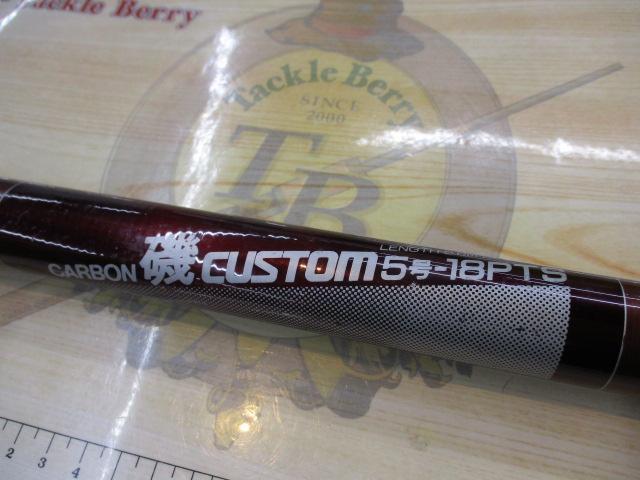 Tackle Berry
Tackle Berry
SINCE
2000
TB
LENGTH
CARBON 磯 CUSTOM 5号-18PTS
2 3 4